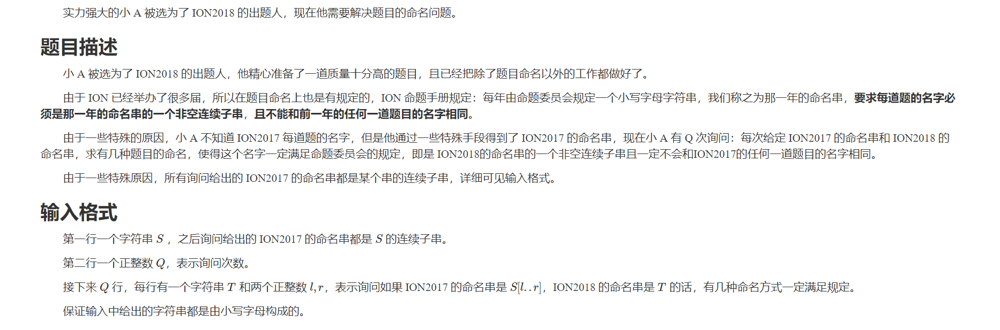 实力强大的小 A 被选为了 ION2018 的出题人，现在他需要解决题目的命名问题。
题目描述
小 A 被选为了 ION2018 的出题人，他精心准备了一道质量十分高的题目，且已经把除了题目命名以外的工作都做好了。
由于 ION 已经举办了很多届，所以在题目命名上也是有规定的，ION 命题手册规定：每年由命题委员会规定一个小写字母字符串，我们称之为那一年的命名串，要求每道题的名字必
须是那一年的命名串的一个非空连续子串，且不能和前一年的任何一道题目的名字相同。
由于一些特殊的原因，小 A 不知道 ION2017 每道题的名字，但是他通过一些特殊手段得到了 ION2017 的命名串，现在小 A 有 Q 次询问：每次给定 ION2017 的命名串和 ION2018 的
命名串，求有几种题目的命名，使得这个名字一定满足命题委员会的规定，即是 ION2018的命名串的一个非空连续子串且一定不会和ION2017的任何一道题目的名字相同。
由于一些特殊原因，所有询问给出的 ION2017 的命名串都是某个串的连续子串，详细可见输入格式。
输入格式
第一行一个字符串 S ，之后询问给出的 ION2017 的命名串都是 S 的连续子串。
第二行一个正整数 Q，表示询问次数。
接下来 Q 行，每行有一个字符串 T 和两个正整数 l, r，表示询问如果 ION2017 的命名串是 S[l..r]，ION2018 的命名串是 T 的话，有几种命名方式一定满足规定。
保证输入中给出的字符串都是由小写字母构成的。